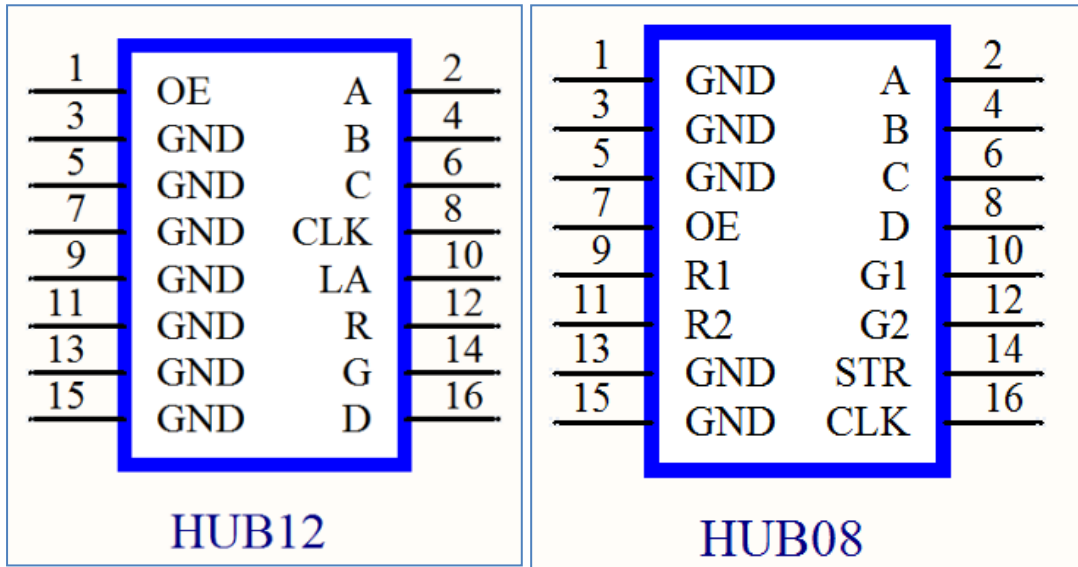 1 OE A 2
3 GND B 4
5 GND C 6
7 GND CLK 8
9 GND LA 10
11 GND R 12
13 GND G 14
15 GND D 16
HUB12
1 GND A 2
3 GND B 4
5 GND C 6
7 OE D 8
9 R1 G1 10
11 R2 G2 12
13 GND STR 14
15 GND CLK 16
HUB08